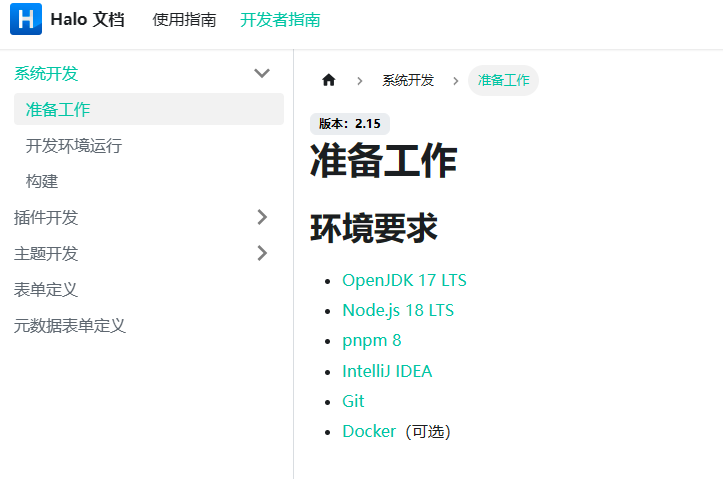 Halo 文档 使用指南 开发者指南
系统开发
准备工作
开发环境运行
构建
插件开发
主题开发
表单定义
元数据表单定义
系统开发 准备工作
版本：2.15
准备工作
环境要求
OpenJDK 17 LTS
Node.js 18 LTS
pnpm 8
IntelliJ IDEA
Git
Docker（可选）